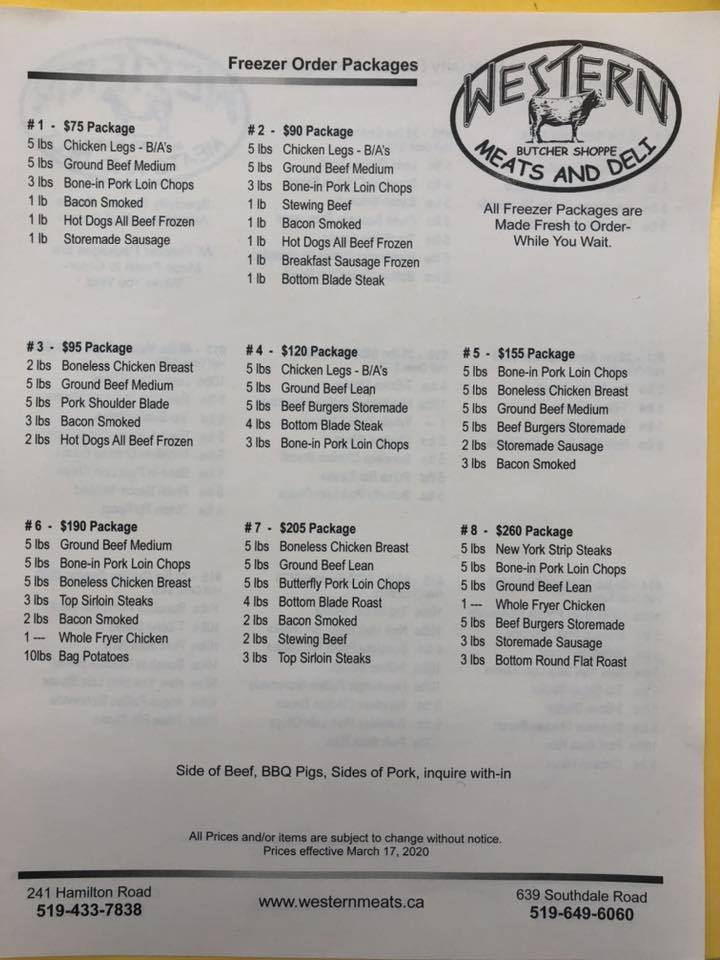 Freezer Order Packages
WESTERN
BUTCHER SHOPPE
MEATS AND DELI
All Freezer Packages are
Made Fresh to Order-
While You Wait.
# 1 - $75 Package
5 lbs Chicken Legs - B/A's
5 lbs Ground Beef Medium
3 lbs Bone-in Pork Loin Chops
1 lb Bacon Smoked
1 lb Hot Dogs All Beef Frozen
1 lb Storemade Sausage
# 2 - $90 Package
5 lbs Chicken Legs - B/A's
5 lbs Ground Beef Medium
3 lbs Bone-in Pork Loin Chops
1 lb Stewing Beef
1 lb Bacon Smoked
1 lb Hot Dogs All Beef Frozen
1 lb Breakfast Sausage Frozen
1 lb Bottom Blade Steak
# 3 - $95 Package
2 lbs Boneless Chicken Breast
5 lbs Ground Beef Medium
5 lbs Pork Shoulder Blade
3 lbs Bacon Smoked
2 lbs Hot Dogs All Beef Frozen
# 4 - $120 Package
5 lbs Chicken Legs - B/A's
5 lbs Ground Beef Lean
5 lbs Beef Burgers Storemade
4 lbs Bottom Blade Steak
3 lbs Bone-in Pork Loin Chops
# 5 - $155 Package
5 lbs Bone-in Pork Loin Chops
5 lbs Boneless Chicken Breast
5 lbs Ground Beef Medium
5 lbs Beef Burgers Storemade
2 lbs Storemade Sausage
3 lbs Bacon Smoked
# 6 - $190 Package
5 lbs Ground Beef Medium
5 lbs Bone-in Pork Loin Chops
5 lbs Boneless Chicken Breast
3 lbs Top Sirloin Steaks
2 lbs Bacon Smoked
1 --- Whole Fryer Chicken
10lbs Bag Potatoes
# 7 - $205 Package
5 lbs Boneless Chicken Breast
5 lbs Ground Beef Lean
5 lbs Butterfly Pork Loin Chops
4 lbs Bottom Blade Roast
2 lbs Bacon Smoked
2 lbs Stewing Beef
3 lbs Top Sirloin Steaks
# 8 - $260 Package
5 lbs New York Strip Steaks
5 lbs Bone-in Pork Loin Chops
5 lbs Ground Beef Lean
1 --- Whole Fryer Chicken
5 lbs Beef Burgers Storemade
3 lbs Storemade Sausage
3 lbs Bottom Round Flat Roast
Side of Beef, BBQ Pigs, Sides of Pork, inquire with-in
All Prices and/or items are subject to change without notice.
Prices effective March 17, 2020
241 Hamilton Road
519-433-7838
www.westernmeats.ca
639 Southdale Road
519-649-6060